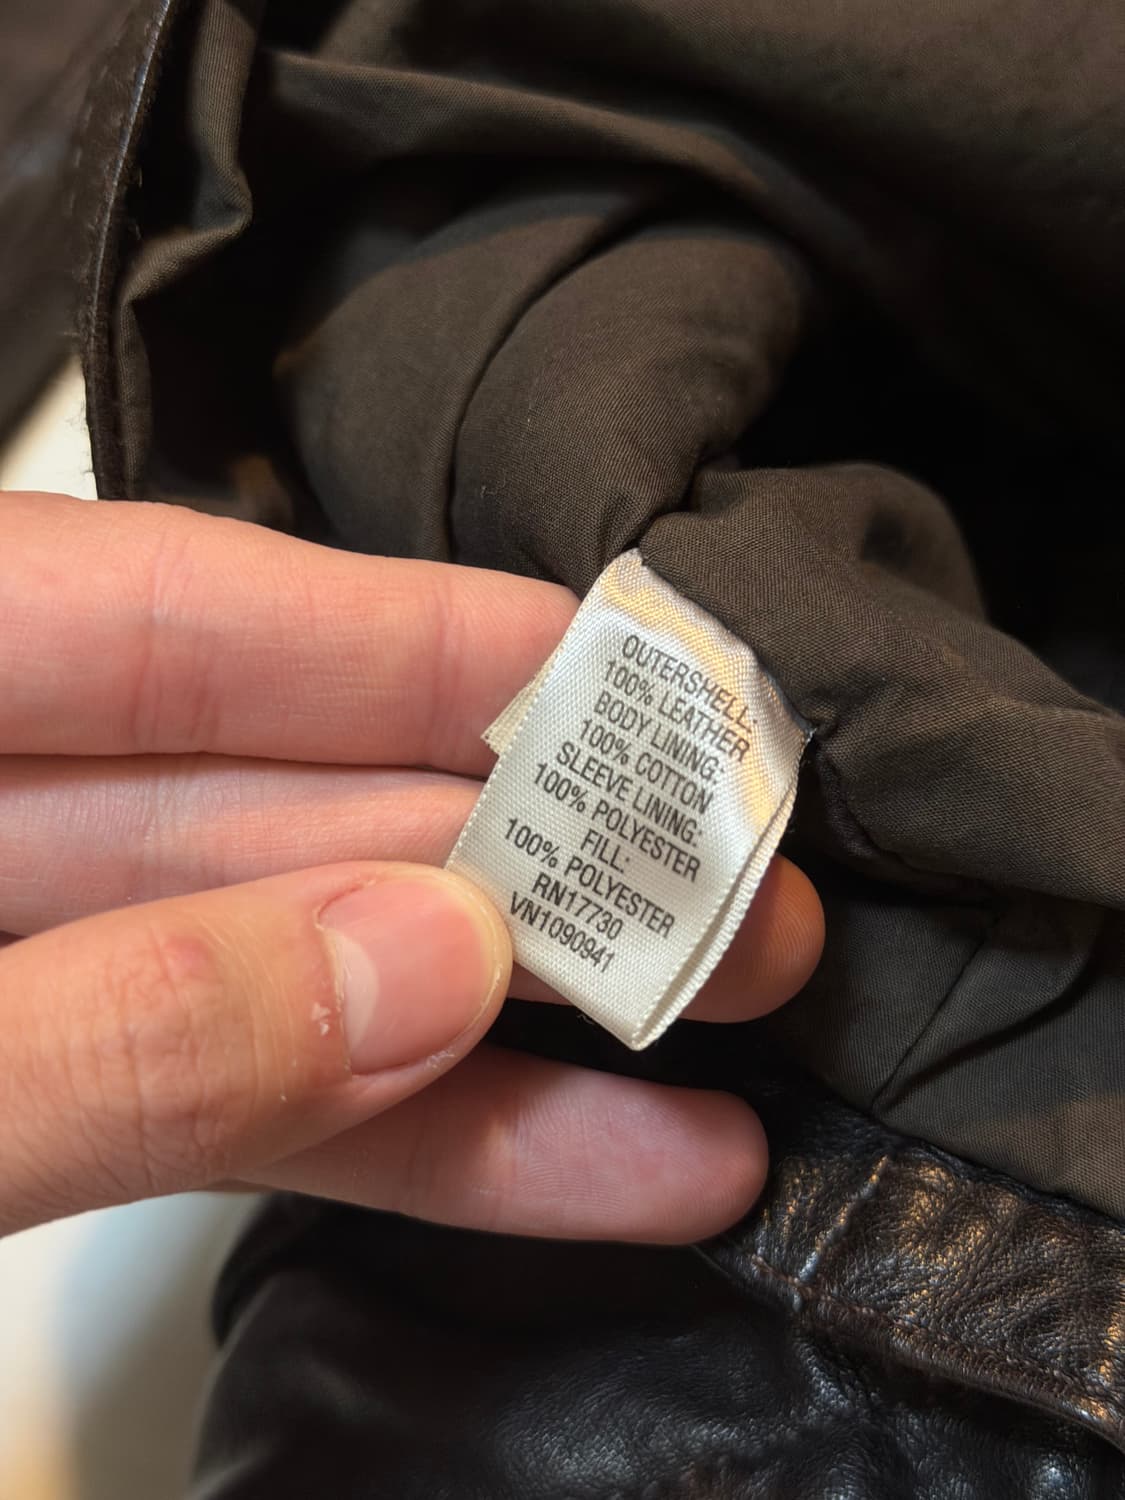 OUTERSHELL:
100% LEATHER
BODY LINING:
100% COTTON
SLEEVE LINING:
100% POLYESTER
FILL:
100% POLYESTER
RN17730
VN1090941